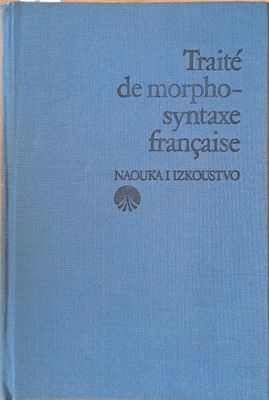 Traité
de morpho-
syntaxe
française
NAOUKA I IZKOUSTVO